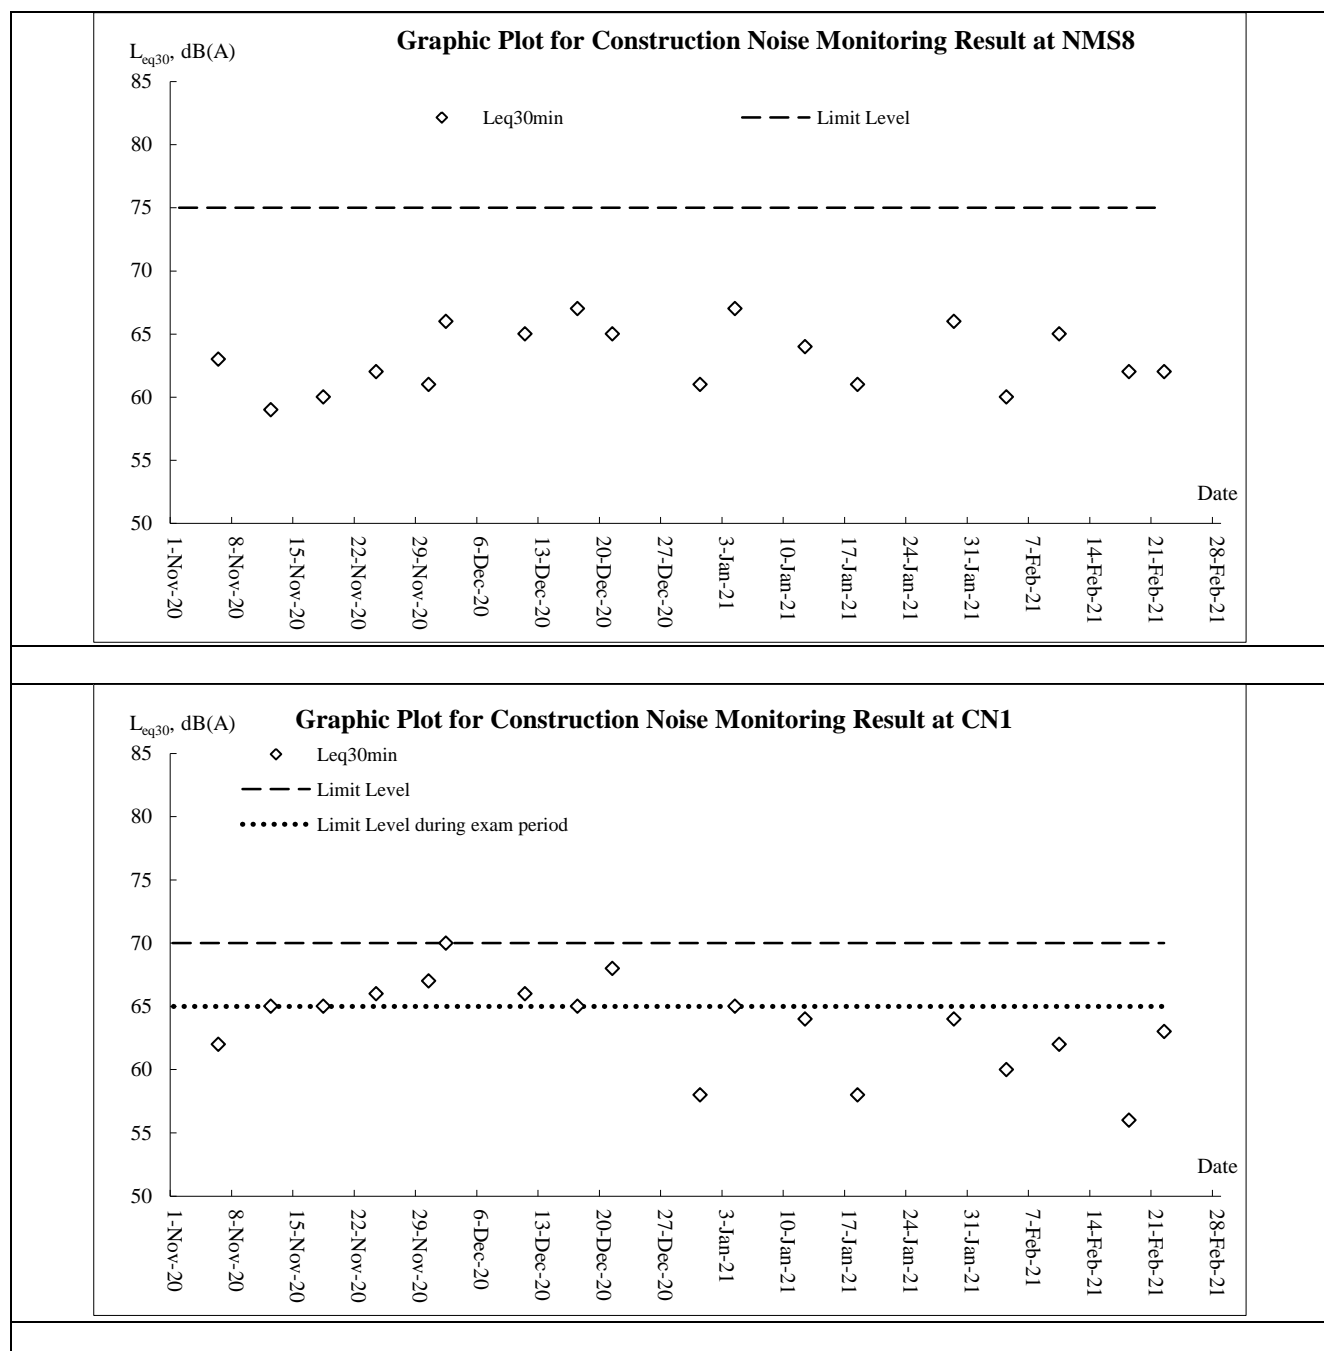 Graphic Plot for Construction Noise Monitoring Result at NMS8
Leq30, dB(A)
85
Leq30min
Limit Level
80
75
70
65
60
55
Date
50
1-Nov-20
8-Nov-20
15-Nov-20
22-Nov-20
29-Nov-20
6-Dec-20
13-Dec-20
20-Dec-20
27-Dec-20
3-Jan-21
10-Jan-21
17-Jan-21
24-Jan-21
31-Jan-21
7-Feb-21
14-Feb-21
21-Feb-21
28-Feb-21
Graphic Plot for Construction Noise Monitoring Result at CN1
Leq30, dB(A)
Leq30min
85
Limit Level
Limit Level during exam period
80
75
70
65
60
55
Date
50
1-Nov-20
8-Nov-20
15-Nov-20
22-Nov-20
29-Nov-20
6-Dec-20
13-Dec-20
20-Dec-20
27-Dec-20
3-Jan-21
10-Jan-21
17-Jan-21
24-Jan-21
31-Jan-21
7-Feb-21
14-Feb-21
21-Feb-21
28-Feb-21